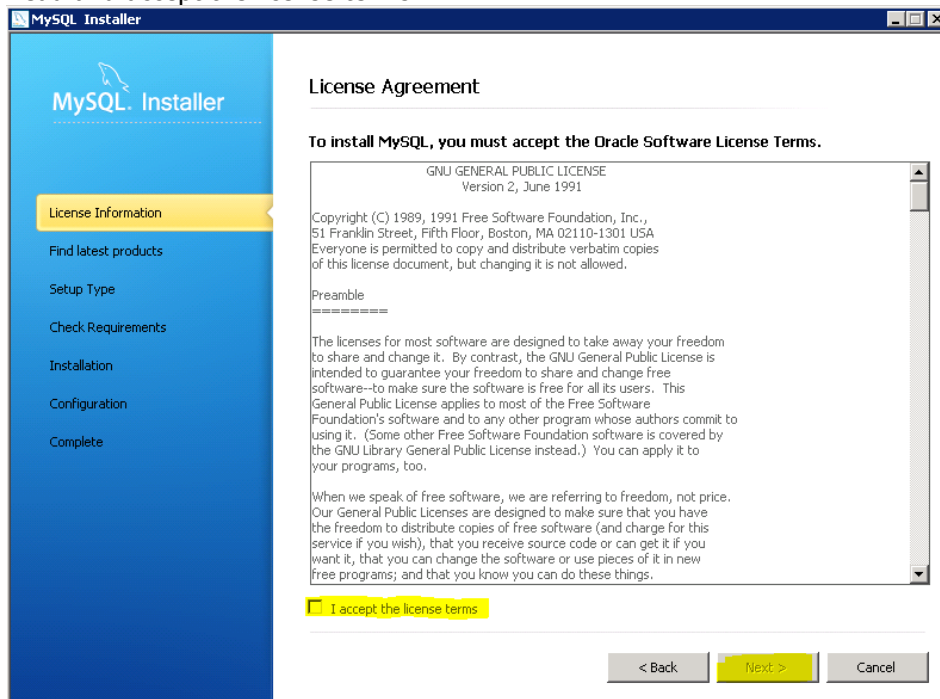 MySQL Installer
MySQL. Installer
License Information
Find latest products
Setup Type
Check Requirements
Installation
Configuration
Complete
License Agreement
To install MySQL, you must accept the Oracle Software License Terms.
GNU GENERAL PUBLIC LICENSE
Version 2, June 1991
Copyright (C) 1989, 1991 Free Software Foundation, Inc.,
51 Franklin Street, Fifth Floor, Boston, MA 02110-1301 USA
Everyone is permitted to copy and distribute verbatim copies
of this license document, but changing it is not allowed.
Preamble
========
The licenses for most software are designed to take away your freedom
to share and change it. By contrast, the GNU General Public License is
intended to guarantee your freedom to share and change free
software--to make sure the software is free for all its users. This
General Public License applies to most of the Free Software
Foundation's software and to any other program whose authors commit to
using it. (Some other Free Software Foundation software is covered by
the GNU Library General Public License instead.) You can apply it to
your programs, too.
When we speak of free software, we are referring to freedom, not price.
Our General Public Licenses are designed to make sure that you have
the freedom to distribute copies of free software (and charge for this
service if you wish), that you receive source code or can get it if you
want it, that you can change the software or use pieces of it in new
free programs; and that you know you can do these things.
I accept the license terms
< Back
Next >
Cancel